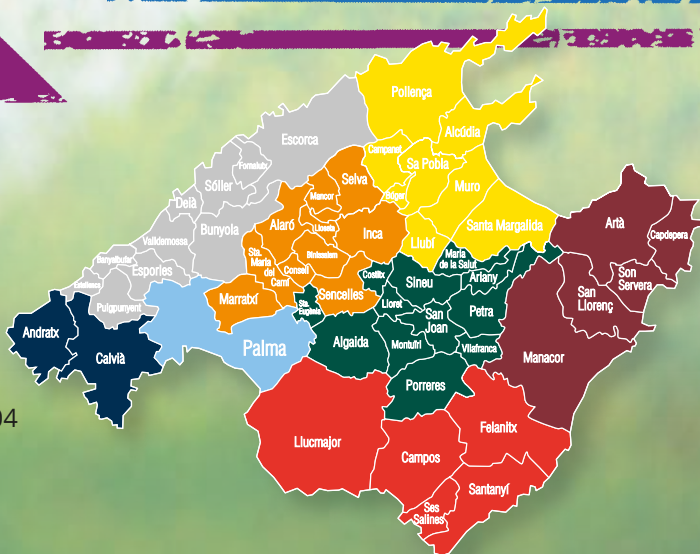 Pollença
Alcúdia
Escorca
Campanet
Sa Pobla
Fornalutx
Selva
Muro
Sóller
Mancor
Búger
Deià
Alaró
Lloseta
Inca
Santa Margalida
Artà
Capdepera
Bunyola
Llubí
Valldemossa
Binissalem
Maria
de la Salut
Sta.
Maria
del
Camí
Consell
Banyalbufar
Esporles
Costitx
Sineu
Ariany
Son
Servera
Estellencs
Puigpunyent
Marratxí
Sencelles
Lloret
Petra
San
Llorenç
Sta.
Eugènia
San
Joan
Andratx
Calvià
Palma
Algaida
Montuïri
Vilafranca
Manacor
Porreres
04
Llucmajor
Felanitx
Campos
Santanyí
Ses
Salines